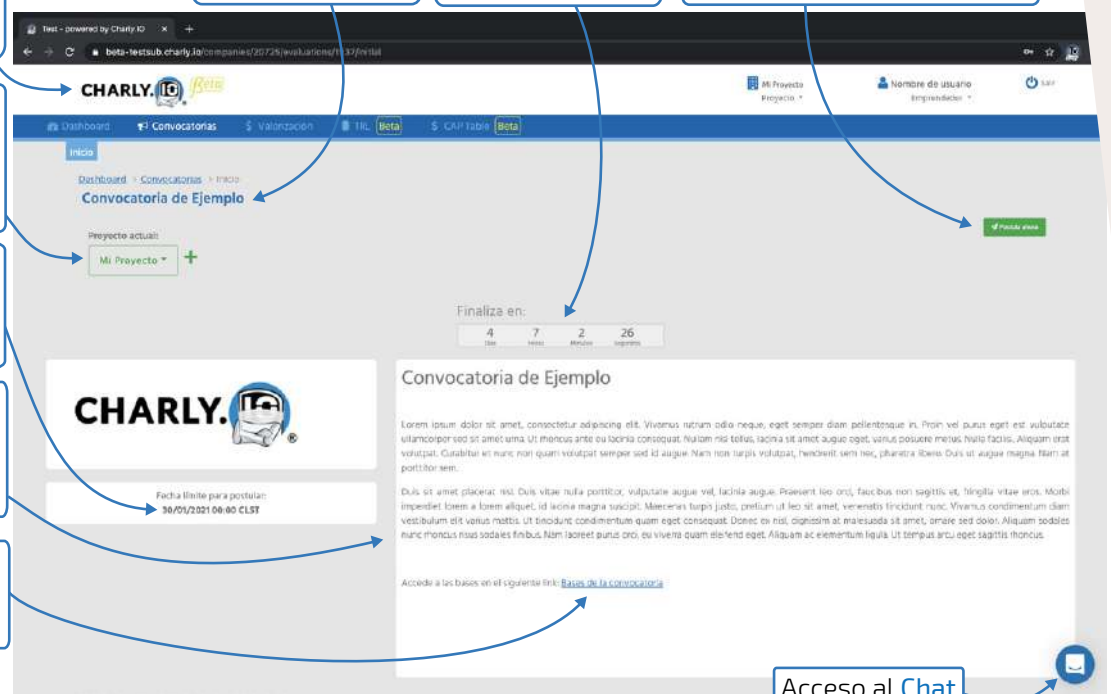 Test - powered by Charly.IO
beta-testsub.charly.io/companies/20725/evaluations/1137/initial
CHARLY.IO Beta
Mi Proyecto
Proyecto
Nombre de usuario
Emprendedor
Salir
Dashboard Convocatorias $ Valorización TRL Beta $ CAP Table Beta
Inicio
Dashboard > Convocatorias > Inicio
Convocatoria de Ejemplo
Proyecto actual:
Postula ahora
Mi Proyecto +
Finaliza en:
4 7 2 26
Días Horas Minutos Segundos
Convocatoria de Ejemplo
CHARLY.IO ®
Lorem ipsum dolor sit amet, consectetur adipiscing elit. Vivamus rutrum odio neque, eget semper diam pellentesque in. Proin vel purus eget est vulputate
ullamcorper sed sit amet urna. Ut rhoncus ante eu lacinia consequat. Nullam nisl tellus, lacinia sit amet augue eget, varius posuere metus. Nulla facilisi. Aliquam erat
volutpat. Curabitur et nunc non quam volutpat semper sed id augue. Nam non turpis volutpat, hendrerit sem nec, pharetra libero. Duis ut augue magna. Nam at
porttitor sem.
Fecha límite para postular:
30/01/2021 00:00 CLST
Duis sit amet placerat nisl. Duis vitae nulla porttitor, vulputate augue vel, lacinia augue. Praesent leo orci, faucibus non sagittis et, fringilla vitae eros. Morbi
imperdiet lorem a lorem aliquet, id lacinia magna suscipit. Maecenas turpis justo, pretium ut leo sit amet, venenatis tincidunt nunc. Vivamus condimentum diam
vestibulum elit varius mattis. Ut tincidunt condimentum quam eget consequat. Donec ex nisl, dignissim at malesuada sit amet, ornare sed dolor. Aliquam sodales
nunc rhoncus risus sodales finibus. Nam laoreet purus orci, eu viverra quam eleifend eget. Aliquam ac elementum ligula. Ut tempus arcu eget sagittis rhoncus.
Accede a las bases en el siguiente link: Bases de la convocatoria
Acceso al Chat